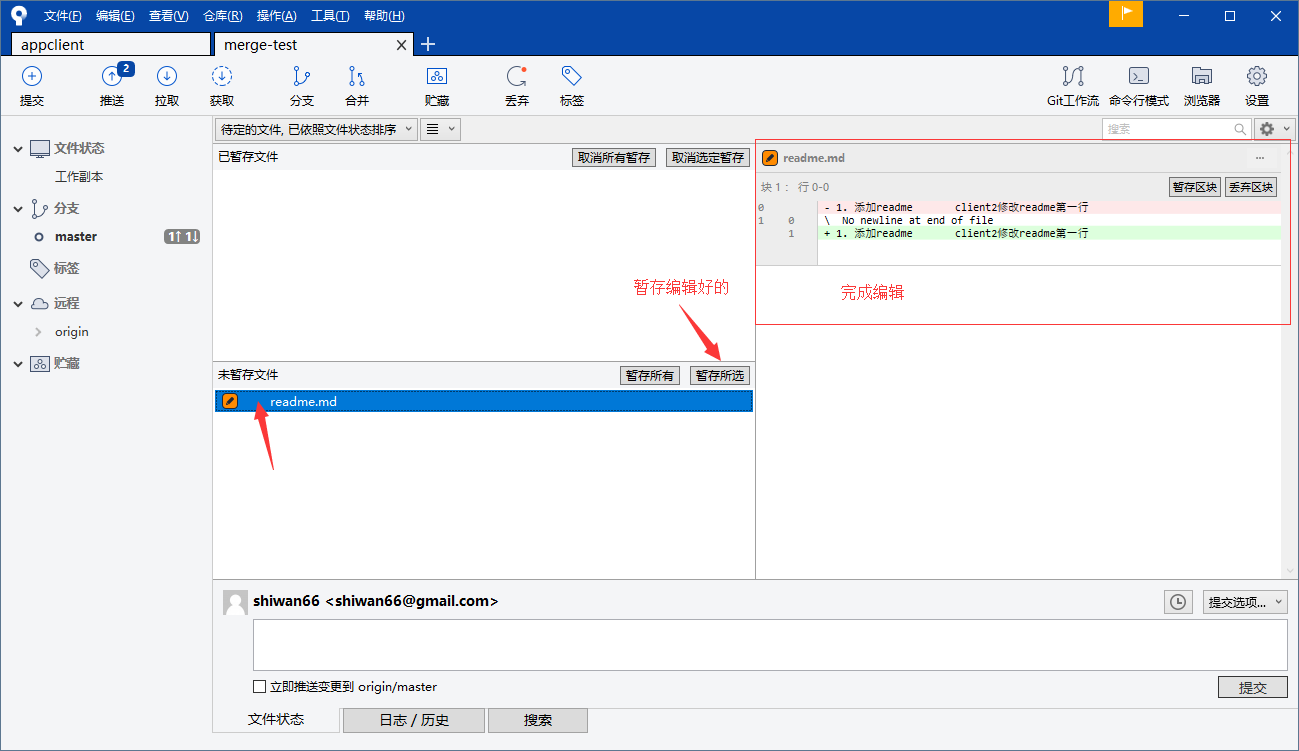 文件(F) 编辑(E) 查看(V) 仓库(R) 操作(A) 工具(T) 帮助(H)
appclient
merge-test
2
提交 推送 拉取 获取 分支 合并 贮藏 丢弃 标签 Git工作流 命令行模式 浏览器 设置
文件状态
工作副本
分支
master 1↑ 1↓
标签
远程
origin
贮藏
待定的文件, 已依照文件状态排序
搜索
已暂存文件 取消所有暂存 取消选定暂存
readme.md ...
块 1： 行 0-0 暂存区块 丢弃区块
0 - 1. 添加readme client2修改readme第一行
1 0 \ No newline at end of file
1 + 1. 添加readme client2修改readme第一行
暂存编辑好的
完成编辑
未暂存文件 暂存所有 暂存所选
readme.md
shiwan66 <shiwan66@gmail.com>
提交选项...
立即推送变更到 origin/master
提交
文件状态 日志 / 历史 搜索